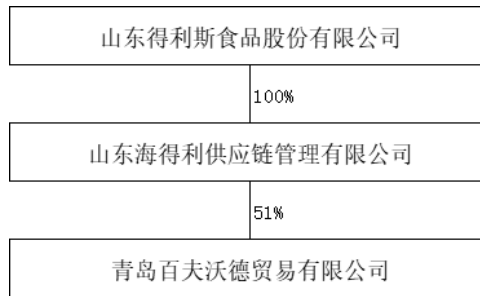 山东得利斯食品股份有限公司
100%
山东海得利供应链管理有限公司
51%
青岛百夫沃德贸易有限公司